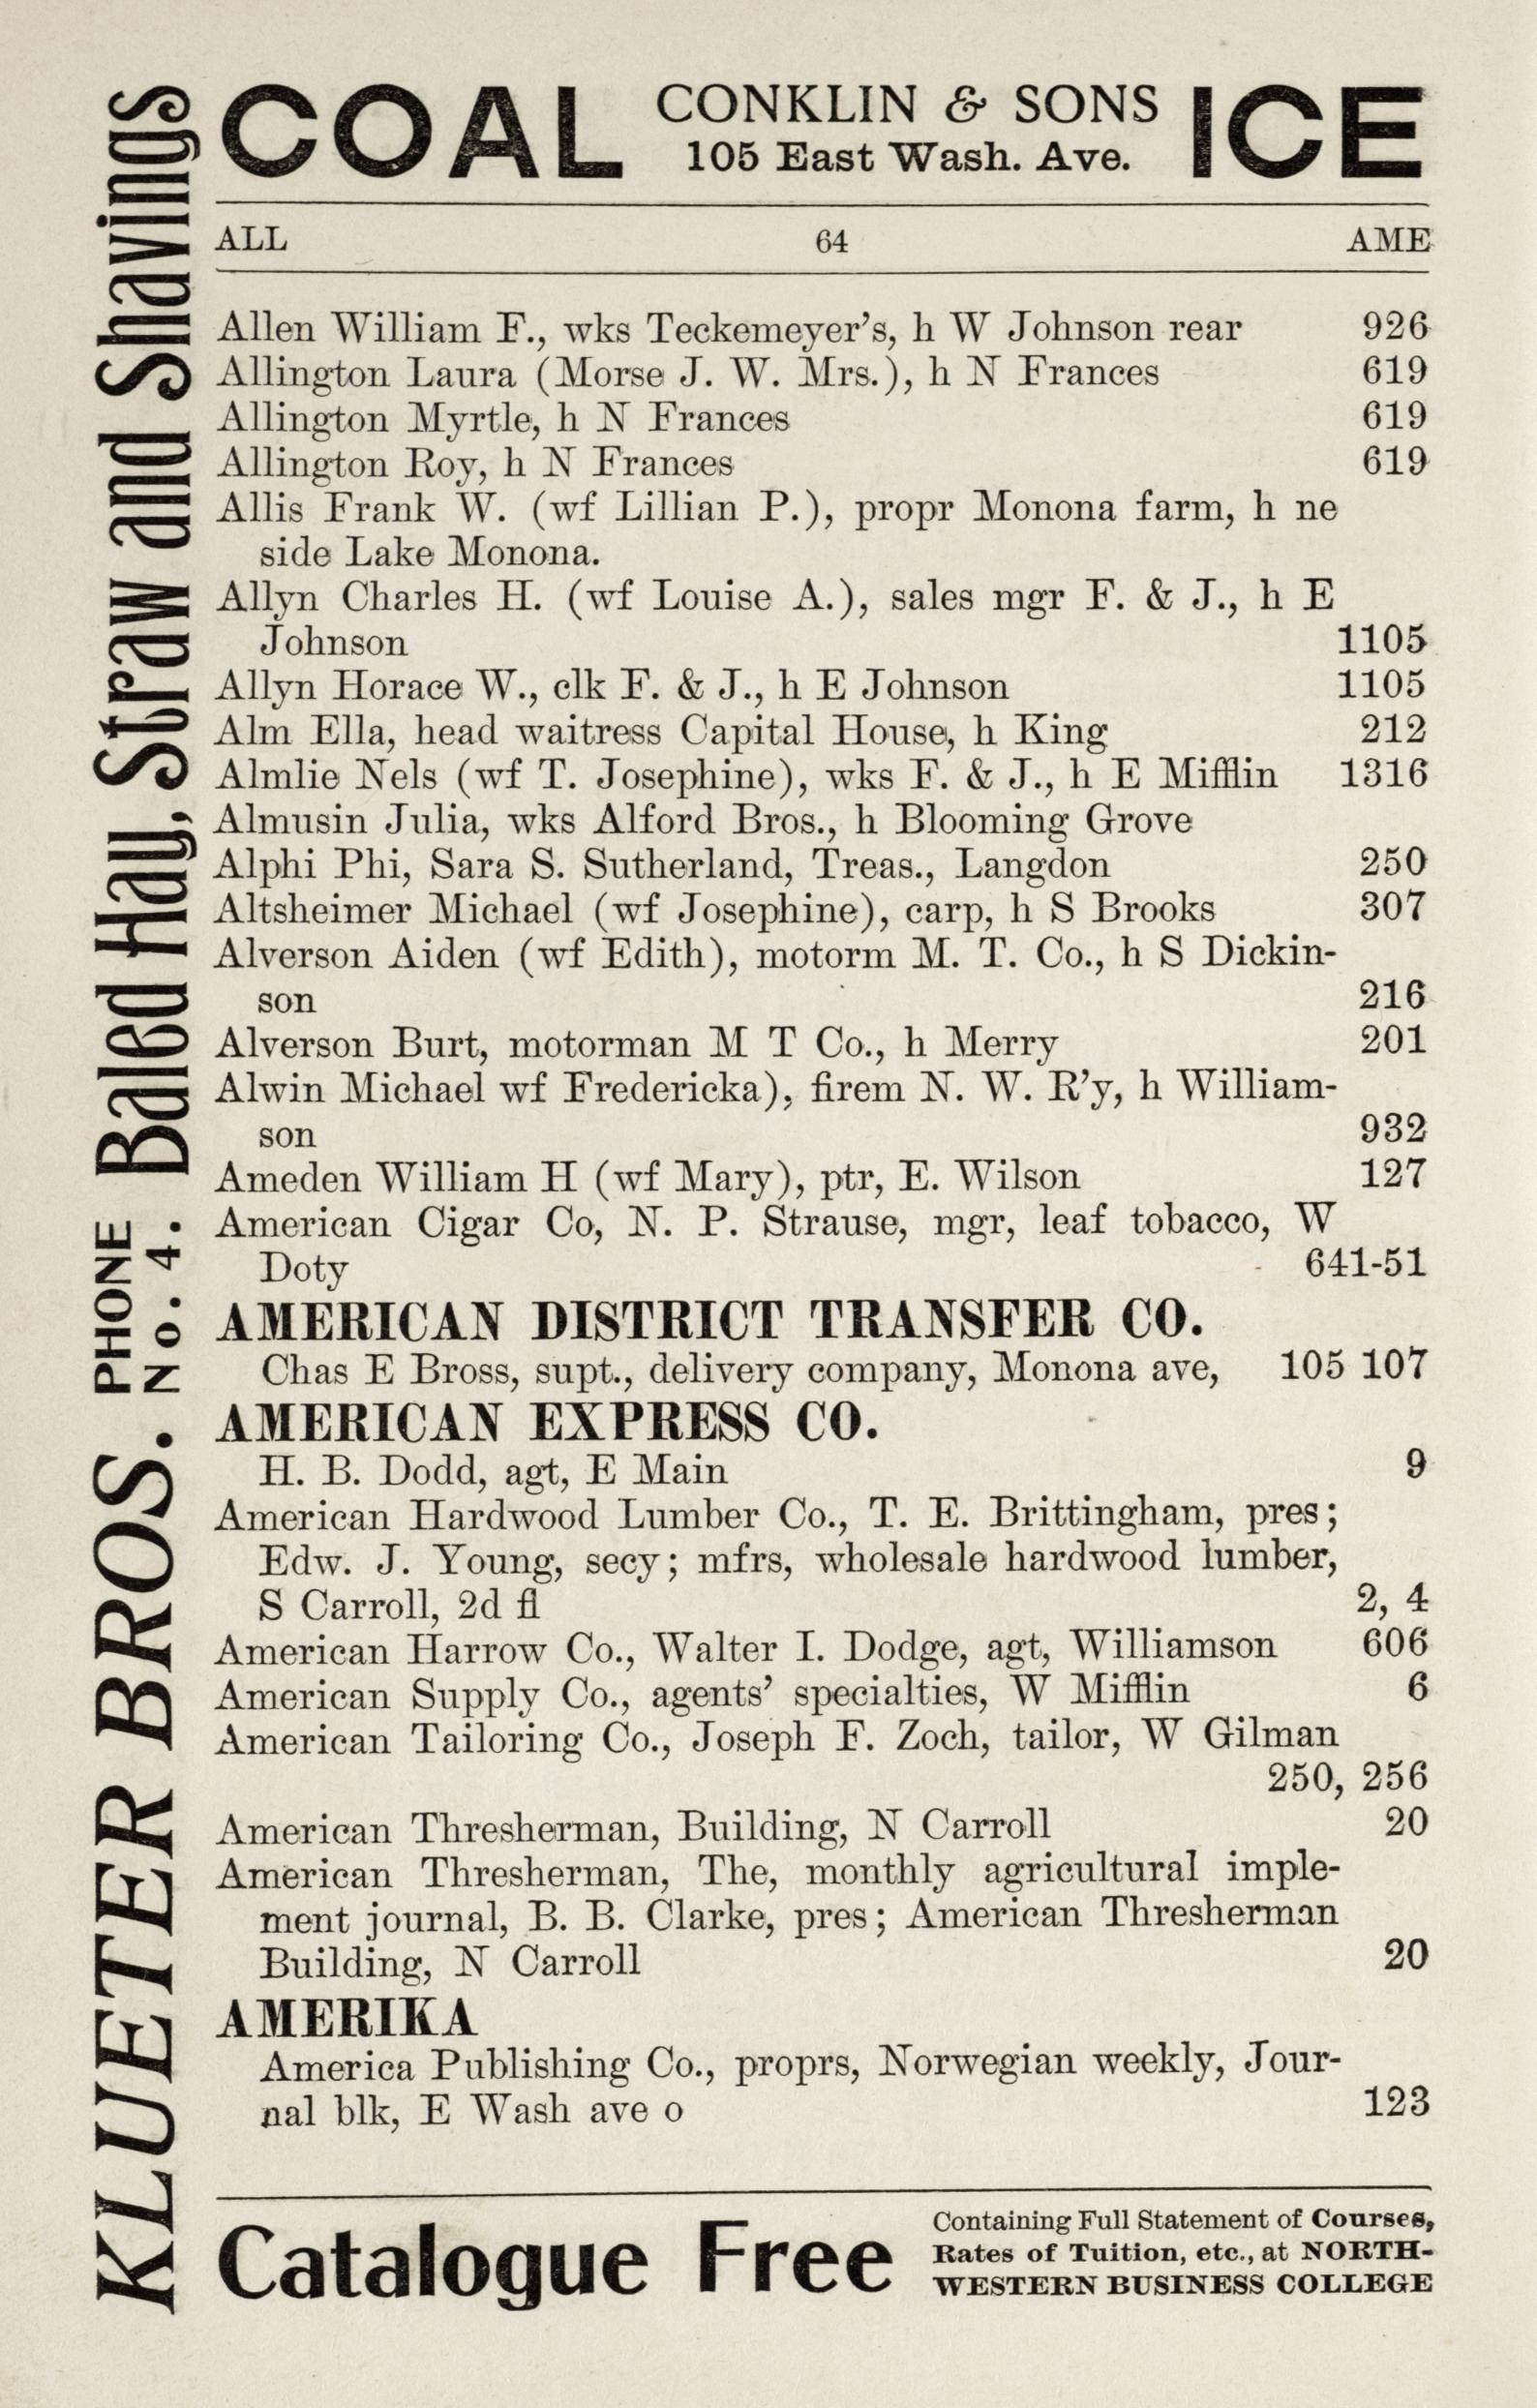 COAL CONKLIN & SONS ICE
105 East Wash. Ave.
ALL 64 AME
Allen William F., wks Teckemeyer's, h W Johnson rear 926
Allington Laura (Morse J. W. Mrs.), h N Frances 619
Allington Myrtle, h N Frances 619
Allington Roy, h N Frances 619
Allis Frank W. (wf Lillian P.), propr Monona farm, h ne
side Lake Monona.
Allyn Charles H. (wf Louise A.), sales mgr F. & J., h E
Johnson 1105
Allyn Horace W., clk F. & J., h E Johnson 1105
Alm Ella, head waitress Capital House, h King 212
Almlie Nels (wf T. Josephine), wks F. & J., h E Mifflin 1316
Almusin Julia, wks Alford Bros., h Blooming Grove
Alphi Phi, Sara S. Sutherland, Treas., Langdon 250
Altsheimer Michael (wf Josephine), carp, h S Brooks 307
Alverson Aiden (wf Edith), motorm M. T. Co., h S Dickin-
son 216
Alverson Burt, motorman M T Co., h Merry 201
Alwin Michael wf Fredericka), firem N. W. R'y, h William-
son 932
Ameden William H (wf Mary), ptr, E. Wilson 127
American Cigar Co, N. P. Strause, mgr, leaf tobacco, W
Doty 641-51
AMERICAN DISTRICT TRANSFER CO.
Chas E Bross, supt., delivery company, Monona ave, 105 107
AMERICAN EXPRESS CO.
H. B. Dodd, agt, E Main 9
American Hardwood Lumber Co., T. E. Brittingham, pres;
Edw. J. Young, secy; mfrs, wholesale hardwood lumber,
S Carroll, 2d fl 2, 4
American Harrow Co., Walter I. Dodge, agt, Williamson 606
American Supply Co., agents' specialties, W Mifflin 6
American Tailoring Co., Joseph F. Zoch, tailor, W Gilman
250, 256
American Thresherman, Building, N Carroll 20
American Thresherman, The, monthly agricultural imple-
ment journal, B. B. Clarke, pres; American Thresherman
Building, N Carroll 20
AMERIKA
America Publishing Co., proprs, Norwegian weekly, Jour-
nal blk, E Wash ave o 123
Catalogue Free
Containing Full Statement of Courses,
Rates of Tuition, etc., at NORTH-
WESTERN BUSINESS COLLEGE
KLUETER BROS. PHONE No. 4. Baled Hay, Straw and Shavings